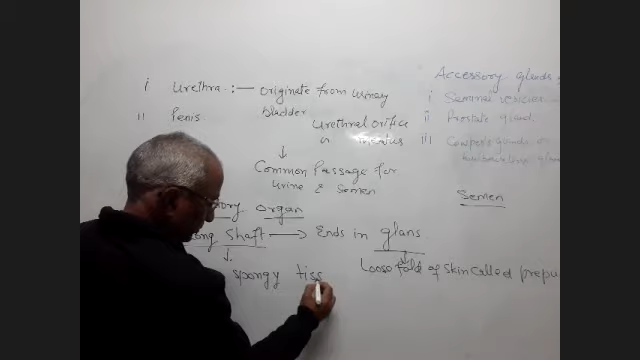 i Urethra :— originate from urinary
bladder
ii Penis
Urethral orifice
or meatus
↓
Common Passage for
urine & semen
ory organ
ong shaft → Ends in glans
↓ ↓
spongy tiss
Loose fold of skin called prepu
Accessory glands
i Seminal vesicles
ii Prostate gland
iii Cowper's glands or
Semen